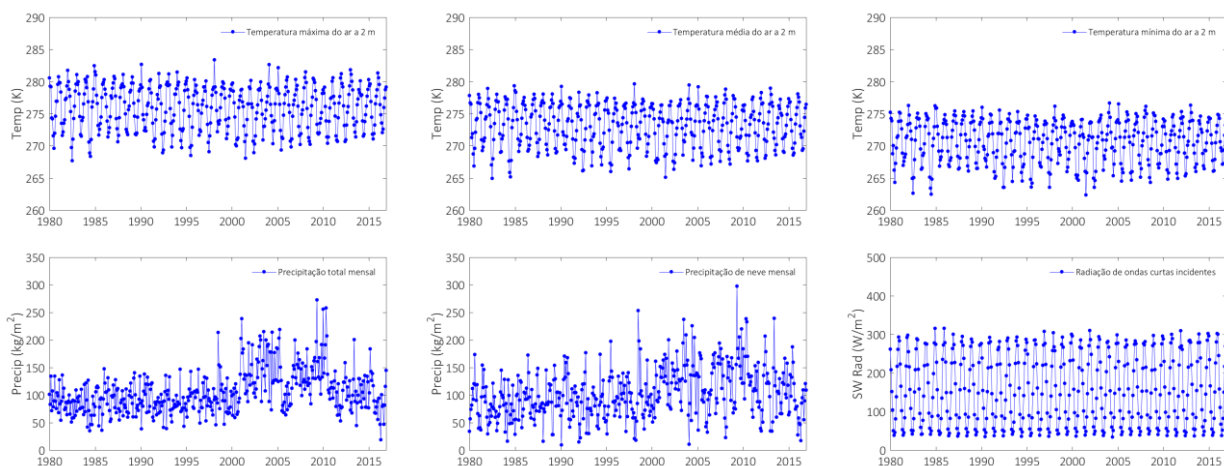 Temperatura máxima do ar a 2 m
Temp (K)
290
285
280
275
270
265
260
1980 1985 1990 1995 2000 2005 2010 2015
Temperatura média do ar a 2 m
Temp (K)
290
285
280
275
270
265
260
1980 1985 1990 1995 2000 2005 2010 2015
Temperatura mínima do ar a 2 m
Temp (K)
290
285
280
275
270
265
260
1980 1985 1990 1995 2000 2005 2010 2015
Precipitação total mensal
Precip (kg/m²)
350
300
250
200
150
100
50
0
1980 1985 1990 1995 2000 2005 2010 2015
Precipitação de neve mensal
Precip (kg/m²)
350
300
250
200
150
100
50
0
1980 1985 1990 1995 2000 2005 2010 2015
Radiação de ondas curtas incidentes
SW Rad (W/m²)
500
400
300
200
100
0
1980 1985 1990 1995 2000 2005 2010 2015